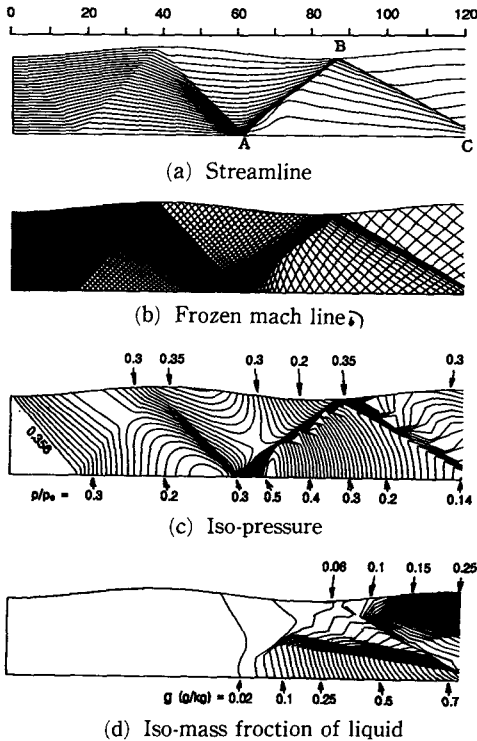 0 20 40 60 80 100 120
B
A C
(a) Streamline
(b) Frozen mach line
0.3 0.35 0.3 0.2 0.35 0.3
0.356
p/p₀ = 0.3 0.2 0.3 0.5 0.4 0.3 0.2 0.14
(c) Iso-pressure
0.06 0.1 0.15 0.25
g (g/kg) = 0.02 0.1 0.25 0.5 0.7
(d) Iso-mass froction of liquid